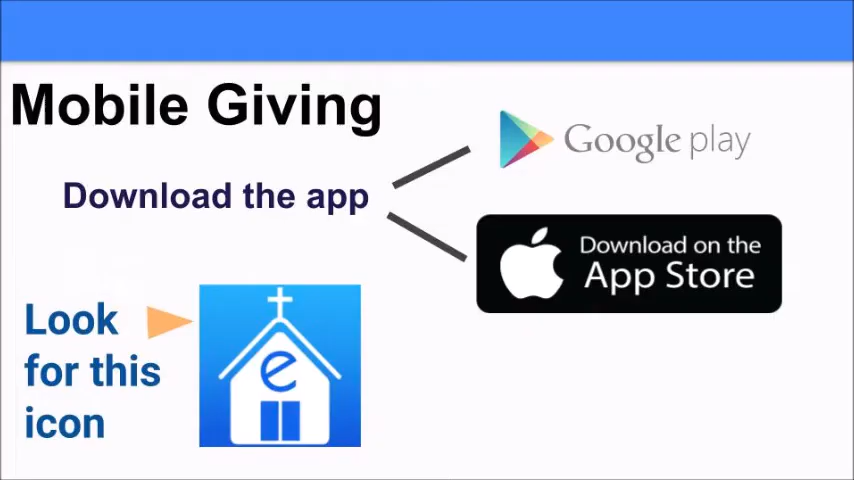 Mobile Giving
Google play
Download the app
Download on the
App Store
Look
for this
icon
e